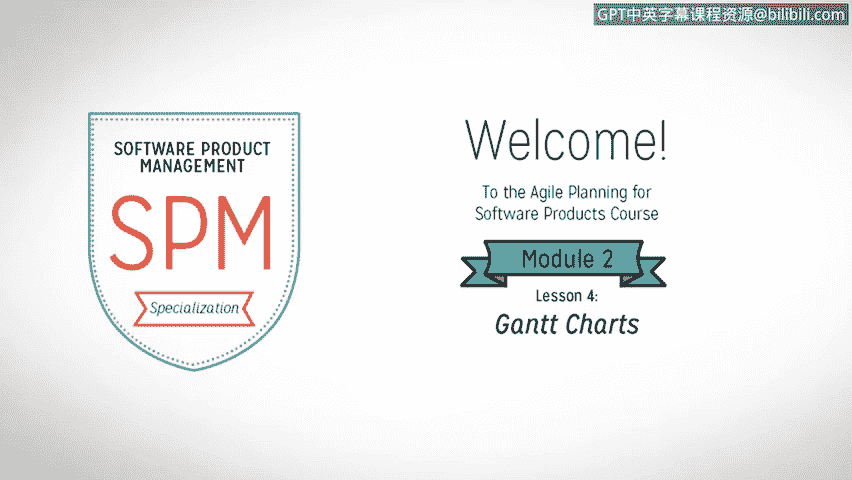 GPT中英字幕课程资源@bilibili.com
SOFTWARE PRODUCT
MANAGEMENT
SPM
Specialization
Welcome!
To the Agile Planning for
Software Products Course
Module 2
Lesson 4:
Gantt Charts